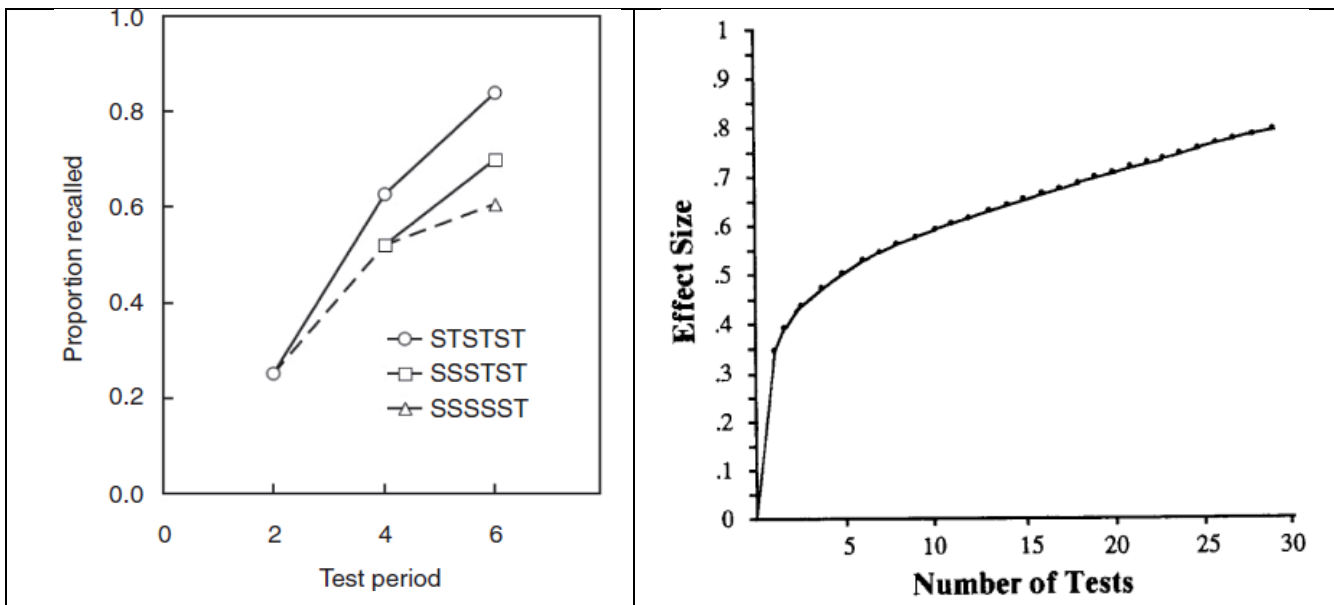 1.0
0.8
0.6
0.4
0.2
0.0
Proportion recalled
STSTST
SSSTST
SSSSST
0 2 4 6
Test period
1
.9
.8
.7
.6
.5
.4
.3
.2
.1
0
Effect Size
5 10 15 20 25 30
Number of Tests